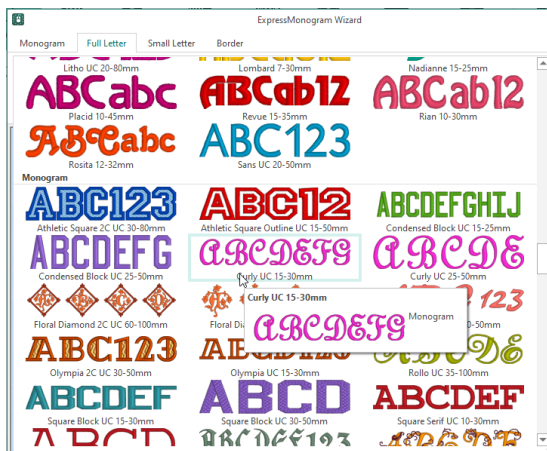 ExpressMonogram Wizard
Monogram Full Letter Small Letter Border
Litho UC 20-80mm Lombard 7-30mm Nadianne 15-25mm
ABCabc ABCab12 ABCab12
Placid 10-45mm Revue 15-35mm Rian 10-30mm
ABCabc ABC123
Rosita 12-32mm Sans UC 20-50mm
Monogram
ABC123 ABC12 ABCDEFGHIJ
Athletic Square 2C UC 30-80mm Athletic Square Outline UC 15-50mm Condensed Block UC 15-25mm
ABCDEFG ABCDEFG ABCDE
Condensed Block UC 25-50mm Curly UC 15-30mm Curly UC 25-50mm
123
Floral Diamond 2C UC 60-100mm Floral -50mm
Curly UC 15-30mm
ABCDEFG Monogram
ABC123
Olympia 2C UC 30-50mm Olympia UC 15-30mm Rollo UC 35-100mm
ABCDEF ABCD ABCDEF
Square Block UC 15-30mm Square Block UC 30-50mm Square Serif UC 10-30mm
ABCD ABCDEF123